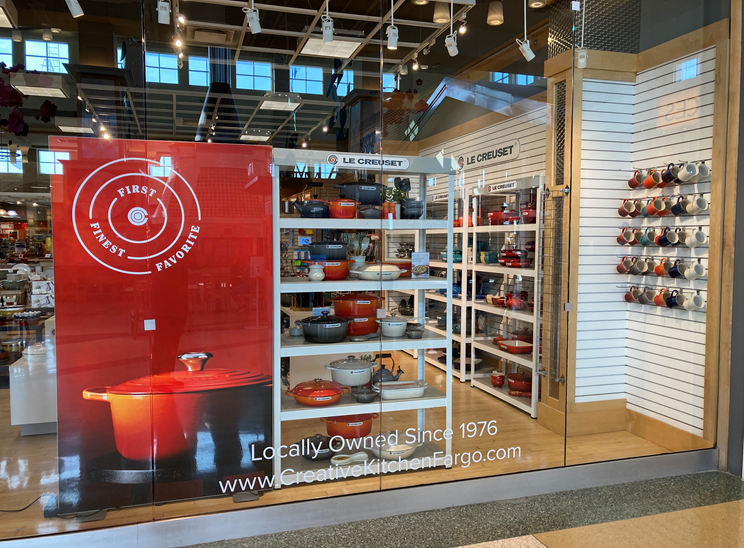 FIRST
FINEST
FAVORITE
LE CREUSET
LE CREUSET
LE CREUSET
Locally Owned Since 1976
www.CreativeKitchenFargo.com